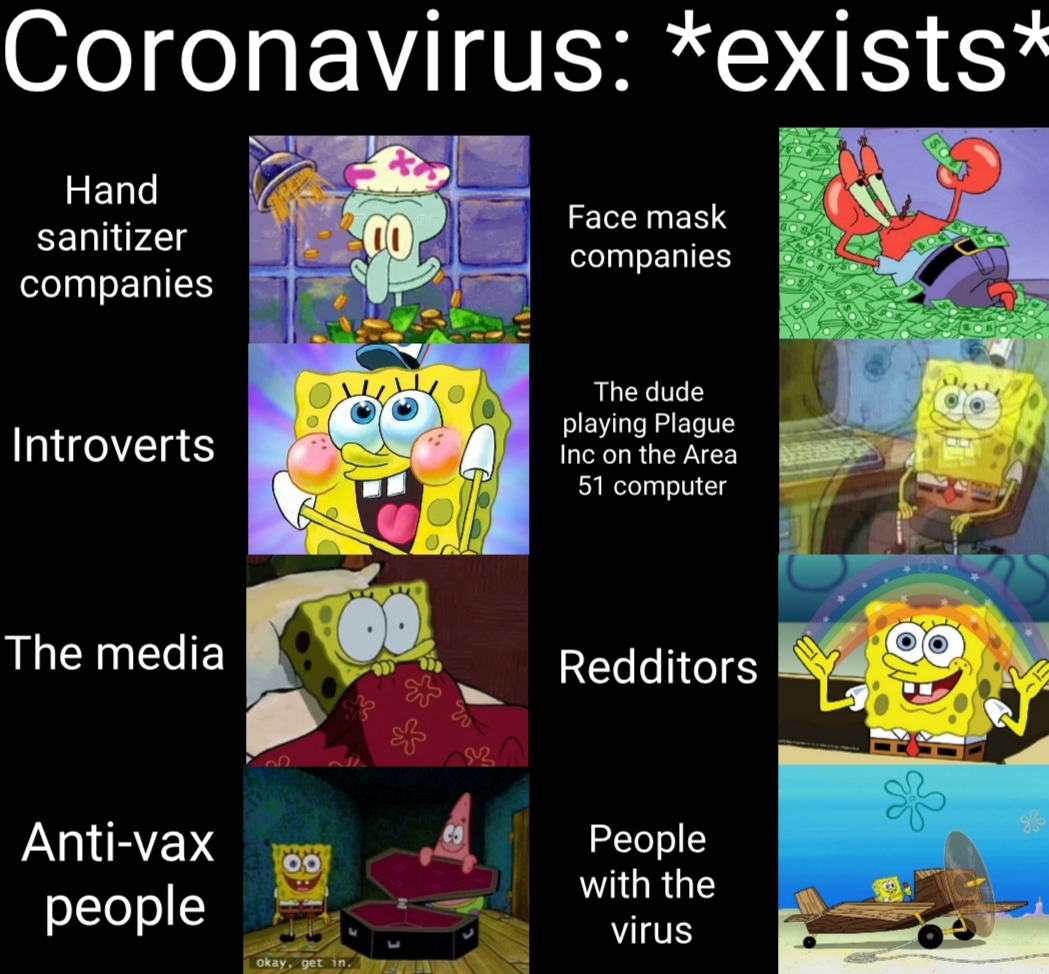 Coronavirus: *exists*
Hand
sanitizer
companies
Face mask
companies
Introverts
The dude
playing Plague
Inc on the Area
51 computer
The media
Redditors
Anti-vax
people
okay, get in.
People
with the
virus